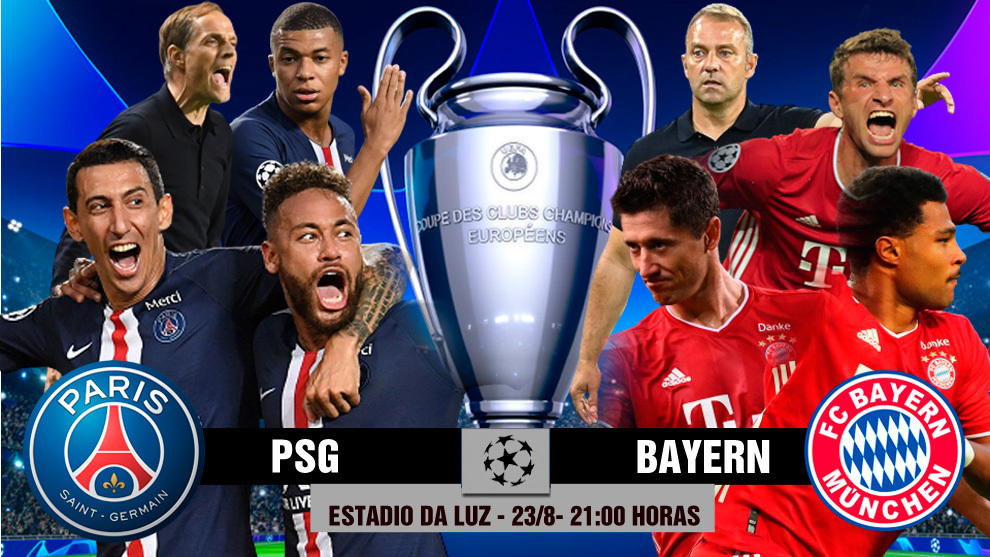 U E F A
COUPE DES CLUBS CHAMPIONS
EUROPÉENS
Merci
Danke
Danke
T
T
PARIS
SAINT - GERMAIN
PSG
BAYERN
FC BAYERN
MÜNCHEN
ESTADIO DA LUZ - 23/8- 21:00 HORAS